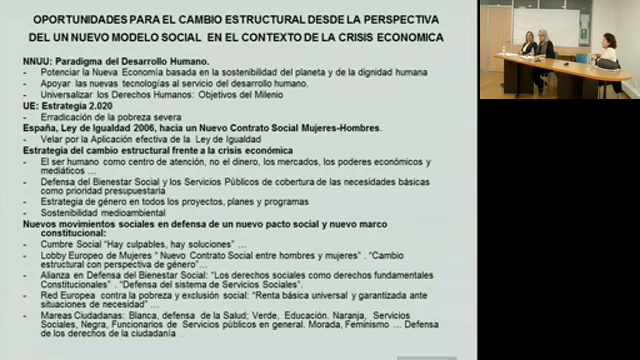 OPORTUNIDADES PARA EL CAMBIO ESTRUCTURAL DESDE LA PERSPECTIVA
DEL UN NUEVO MODELO SOCIAL EN EL CONTEXTO DE LA CRISIS ECONOMICA
NNUU: Paradigma del Desarrollo Humano.
- Potenciar la Nueva Economía basada en la sostenibilidad del planeta y de la dignidad humana
- Apoyar las nuevas tecnologías al servicio del desarrollo humano.
- Universalizar los Derechos Humanos: Objetivos del Milenio
UE: Estrategia 2.020
- Erradicación de la pobreza severa
España, Ley de Igualdad 2006, hacia un Nuevo Contrato Social Mujeres-Hombres.
- Velar por la Aplicación efectiva de la Ley de Igualdad
Estrategia del cambio estructural frente a la crisis económica
- El ser humano como centro de atención, no el dinero, los mercados, los poderes económicos y
mediáticos ...
- Defensa del Bienestar Social y los Servicios Públicos de cobertura de las necesidades básicas
como prioridad presupuestaria
- Estrategia de género en todos los proyectos, planes y programas
- Sostenibilidad medioambiental
Nuevos movimientos sociales en defensa de un nuevo pacto social y nuevo marco
constitucional:
- Cumbre Social "Hay culpables, hay soluciones" ...
- Lobby Europeo de Mujeres " Nuevo Contrato Social entre hombres y mujeres" . "Cambio
estructural con perspectiva de género"...
- Alianza en Defensa del Bienestar Social: "Los derechos sociales como derechos fundamentales
Constitucionales" . "Defensa del sistema de Servicios Sociales".
- Red Europea contra la pobreza y exclusión social: "Renta básica universal y garantizada ante
situaciones de necesidad" ...
- Mareas Ciudadanas: Blanca, defensa de la Salud; Verde, Educación. Naranja, Servicios
Sociales, Negra, Funcionarios de Servicios públicos en general. Morada, Feminismo ... Defensa
de los derechos de la ciudadanía